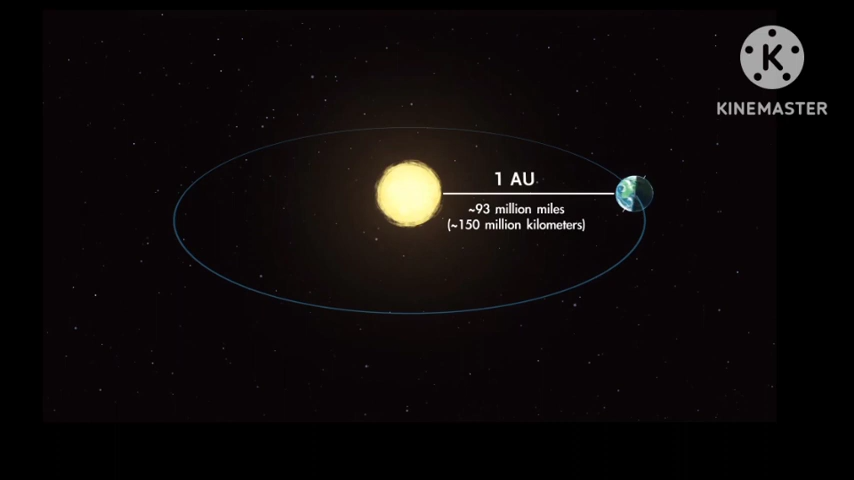 K
KINEMASTER
1 AU
~93 million miles
(~150 million kilometers)